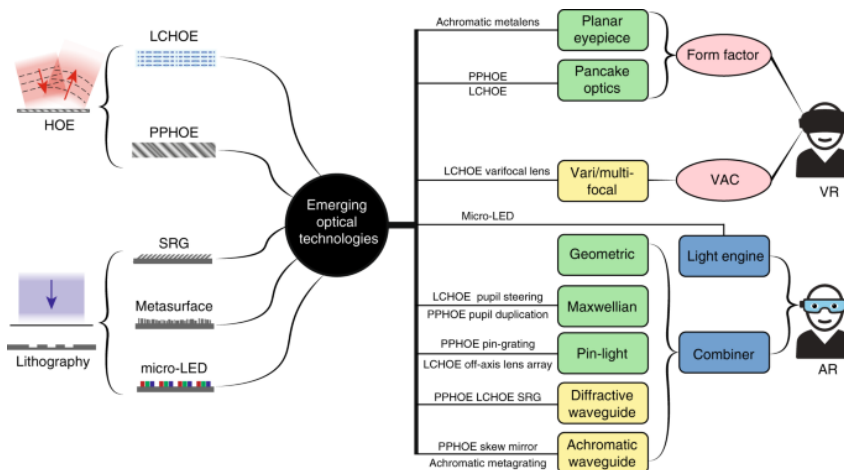 LCHOE
HOE
PPHOE
SRG
Metasurface
Lithography
micro-LED
Emerging
optical
technologies
Achromatic metalens
Planar
eyepiece
PPHOE
LCHOE
Pancake
optics
Form factor
LCHOE varifocal lens
Vari/multi-
focal
VAC
VR
Micro-LED
Geometric
Light engine
LCHOE pupil steering
PPHOE pupil duplication
Maxwellian
PPHOE pin-grating
LCHOE off-axis lens array
Pin-light
Combiner
AR
PPHOE LCHOE SRG
Diffractive
waveguide
PPHOE skew mirror
Achromatic metagrating
Achromatic
waveguide